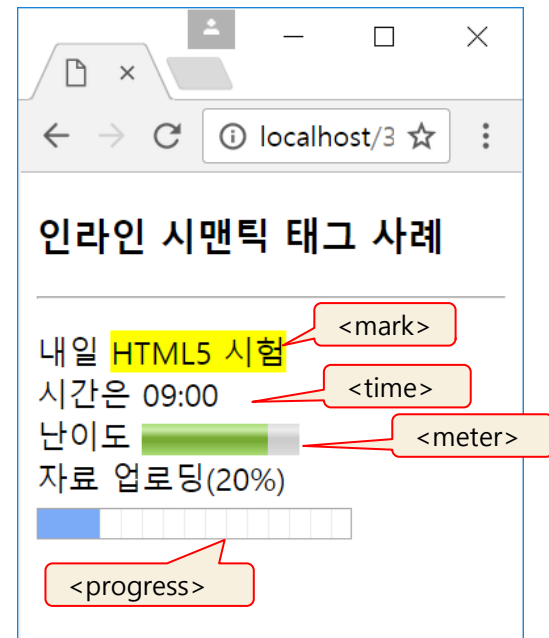 localhost/3
인라인 시맨틱 태그 사례
<mark>
내일 HTML5 시험
시간은 09:00
<time>
난이도
<meter>
자료 업로딩(20%)
<progress>